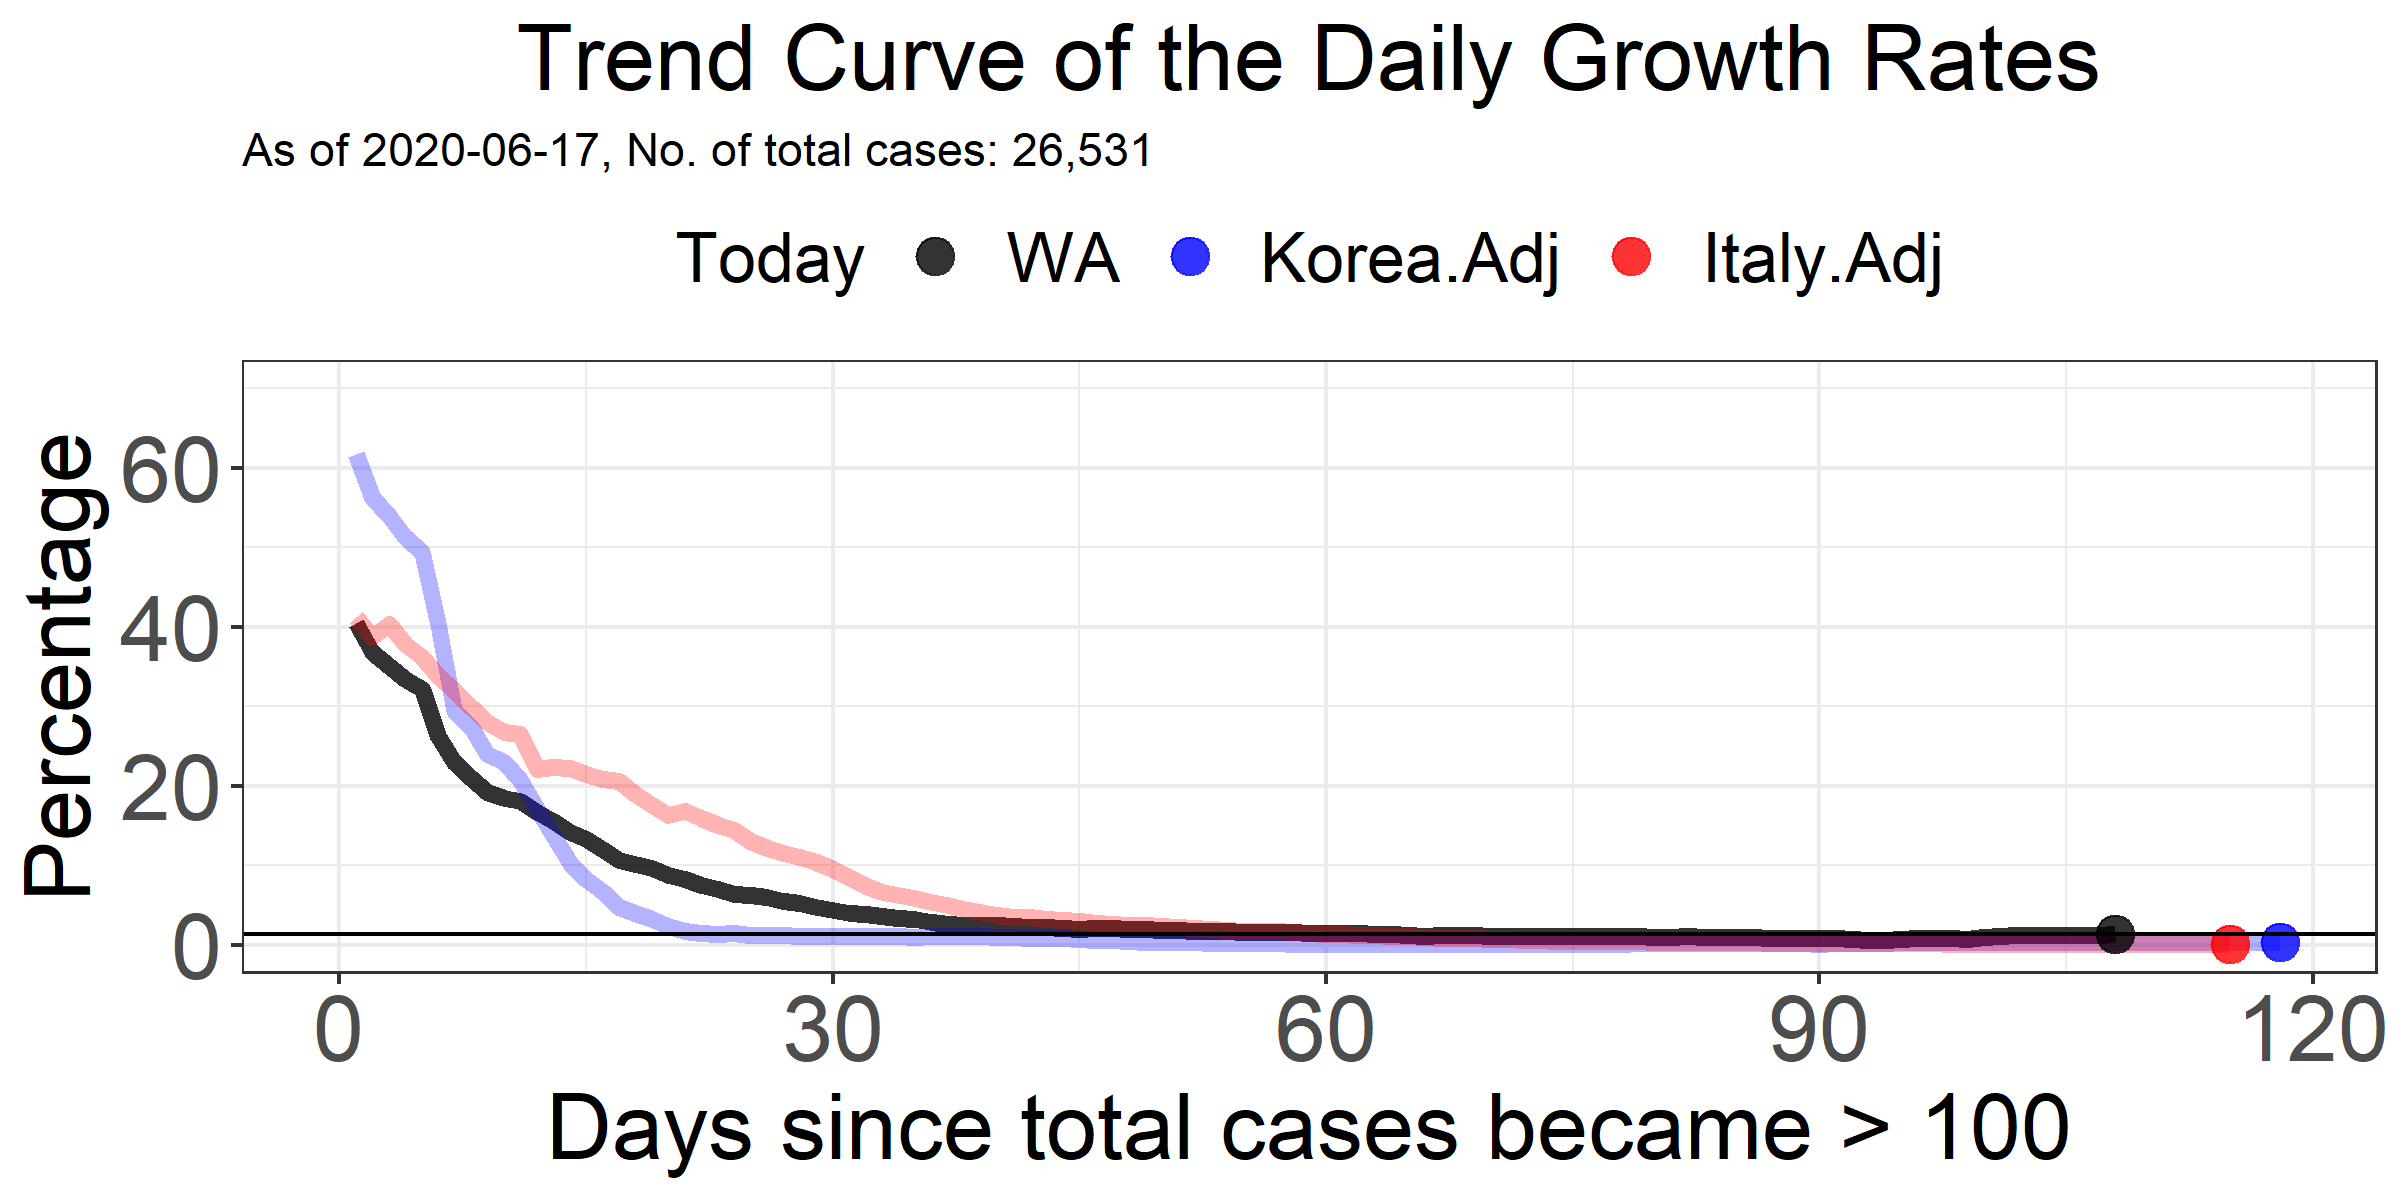 Trend Curve of the Daily Growth Rates
As of 2020-06-17, No. of total cases: 26,531
Today WA Korea.Adj Italy.Adj
Percentage
60
40
20
0
0 30 60 90 120
Days since total cases became > 100